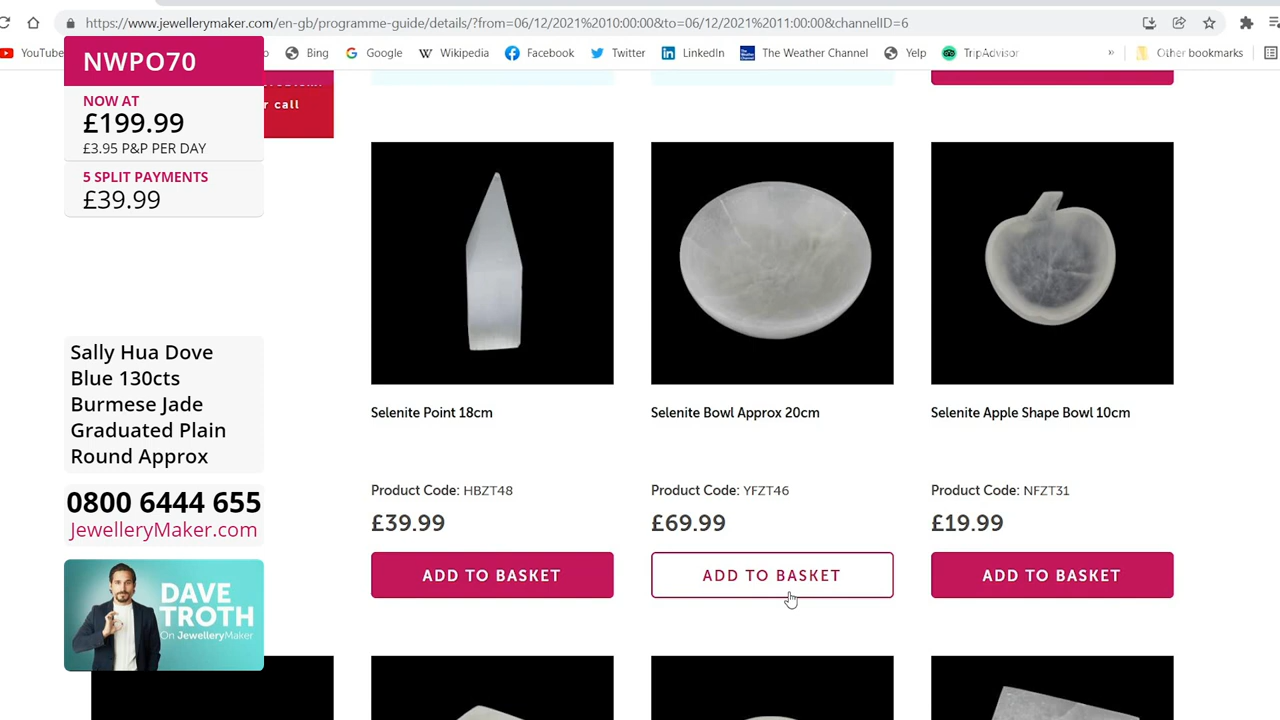 https://www.jewellerymaker.com/en-gb/programme-guide/details/?from=06/12/2021%2010:00:00&to=06/12/2021%2011:00:00&channelID=6
YouTube Bing Google Wikipedia Facebook Twitter LinkedIn The Weather Channel Yelp TripAdvisor » Other bookmarks
NWPO70
NOW AT
£199.99
£3.95 P&P PER DAY
5 SPLIT PAYMENTS
£39.99
r call
Sally Hua Dove
Blue 130cts
Burmese Jade
Graduated Plain
Round Approx
0800 6444 655
JewelleryMaker.com
DAVE
TROTH
On JewelleryMaker
Selenite Point 18cm
Product Code: HBZT48
£39.99
ADD TO BASKET
Selenite Bowl Approx 20cm
Product Code: YFZT46
£69.99
ADD TO BASKET
Selenite Apple Shape Bowl 10cm
Product Code: NFZT31
£19.99
ADD TO BASKET